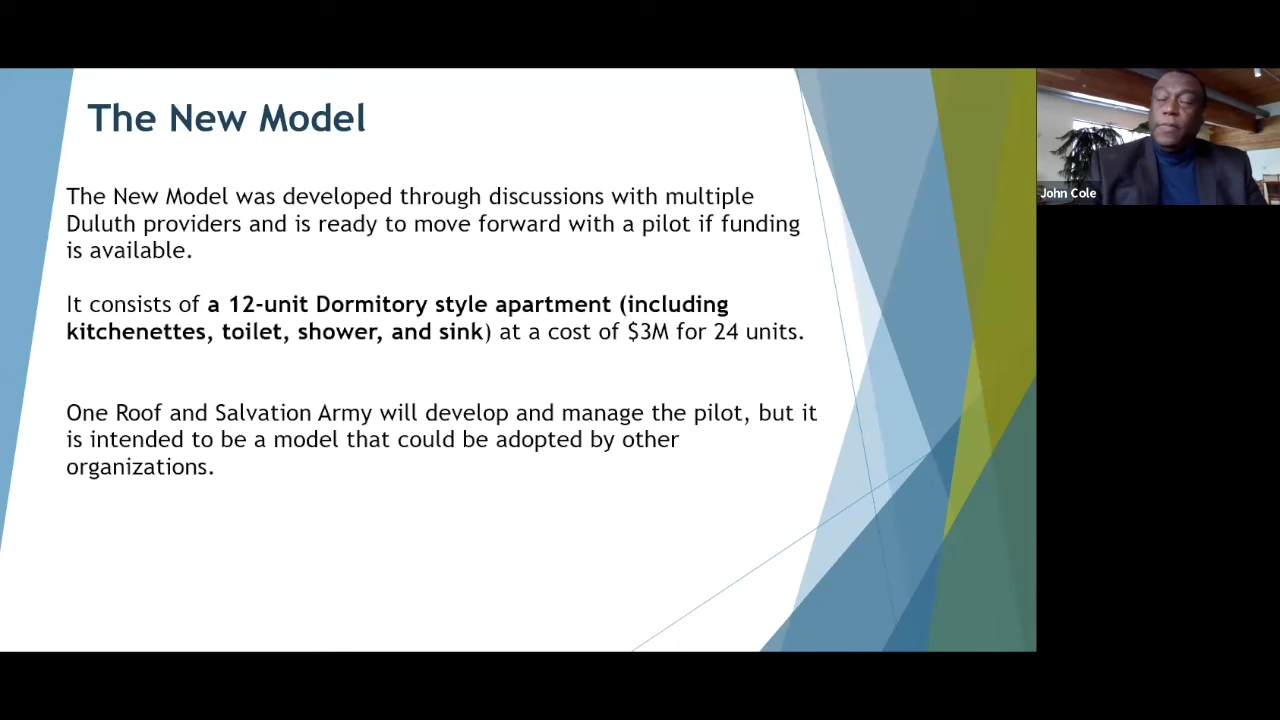 The New Model
The New Model was developed through discussions with multiple
Duluth providers and is ready to move forward with a pilot if funding
is available.
It consists of a 12-unit Dormitory style apartment (including
kitchenettes, toilet, shower, and sink) at a cost of $3M for 24 units.
One Roof and Salvation Army will develop and manage the pilot, but it
is intended to be a model that could be adopted by other
organizations.
John Cole